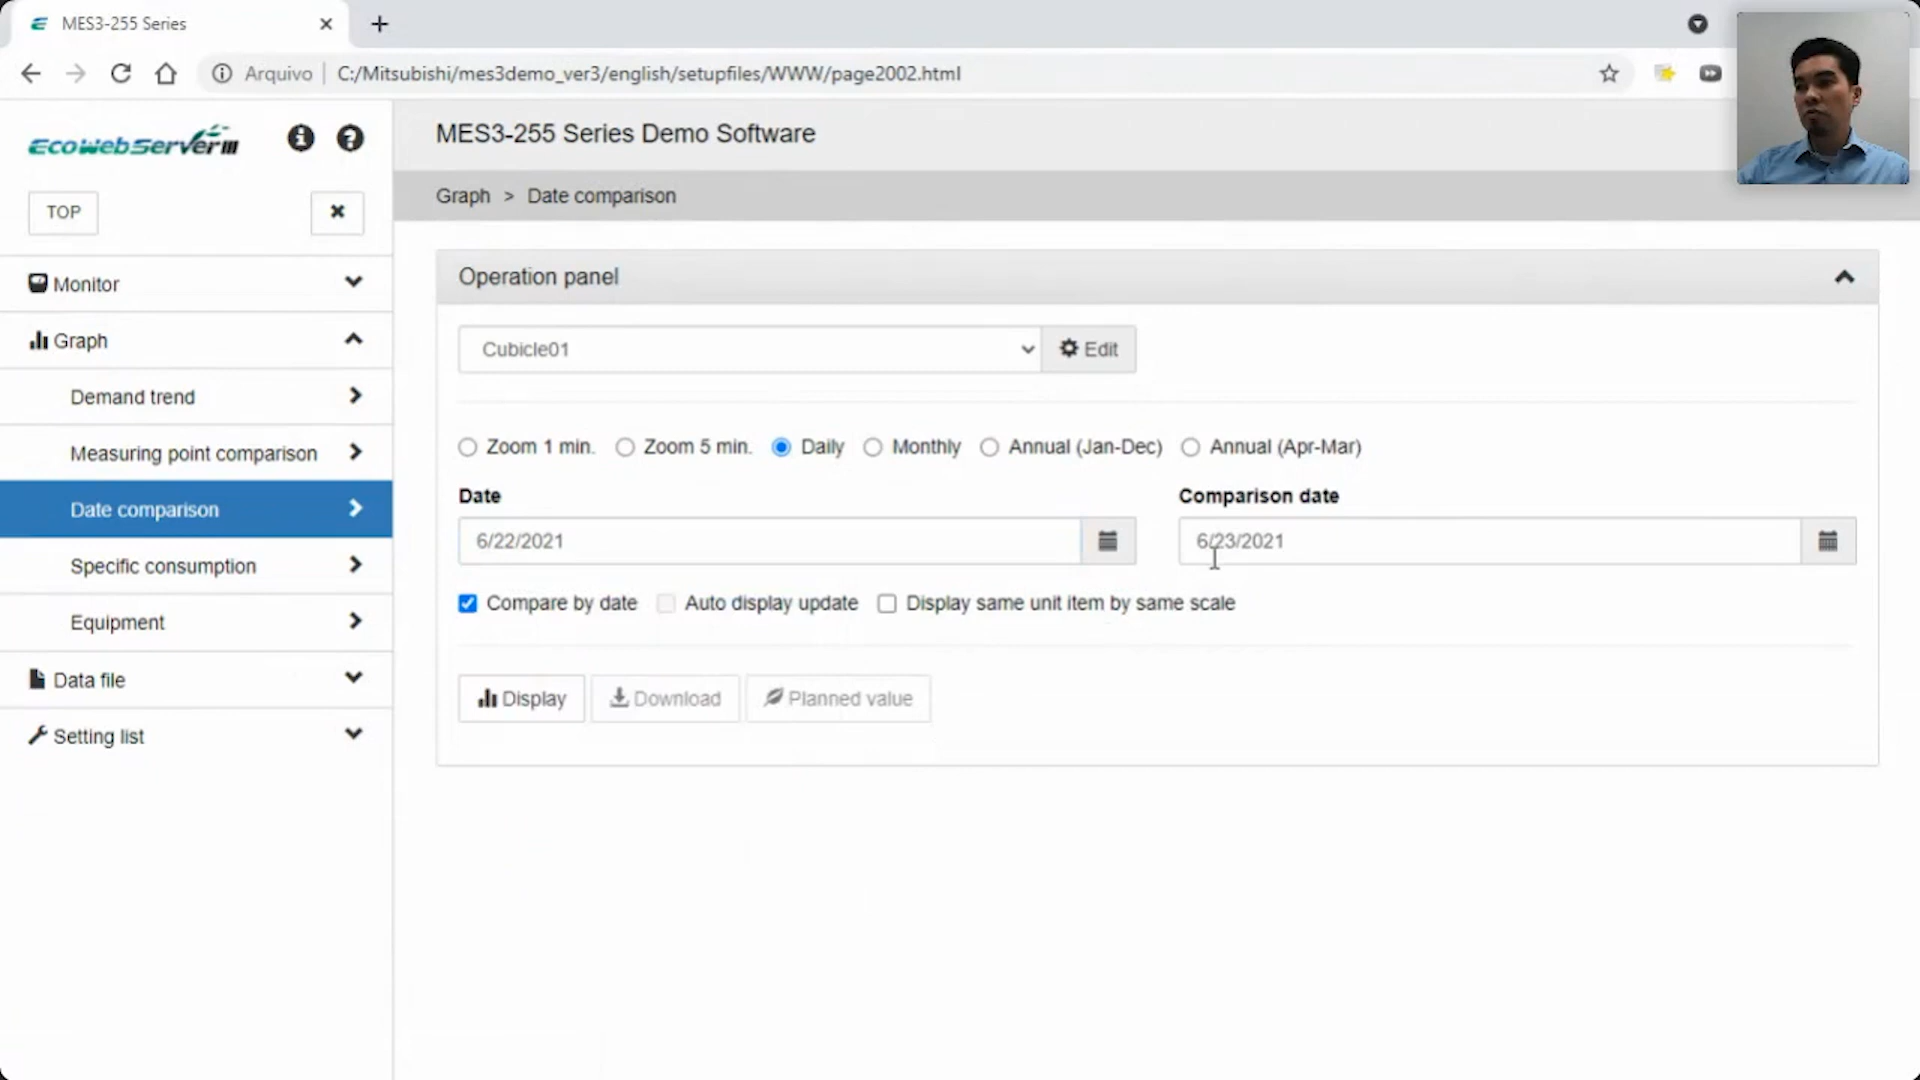 MES3-255 Series
Arquivo C:/Mitsubishi/mes3demo_ver3/english/setupfiles/WWW/page2002.html
EcoWebServerIII
MES3-255 Series Demo Software
TOP
Graph > Date comparison
Monitor
Graph
Demand trend
Measuring point comparison
Date comparison
Specific consumption
Equipment
Data file
Setting list
Operation panel
Cubicle01
Edit
Zoom 1 min. Zoom 5 min. Daily Monthly Annual (Jan-Dec) Annual (Apr-Mar)
Date Comparison date
6/22/2021 6/23/2021
Compare by date Auto display update Display same unit item by same scale
Display Download Planned value